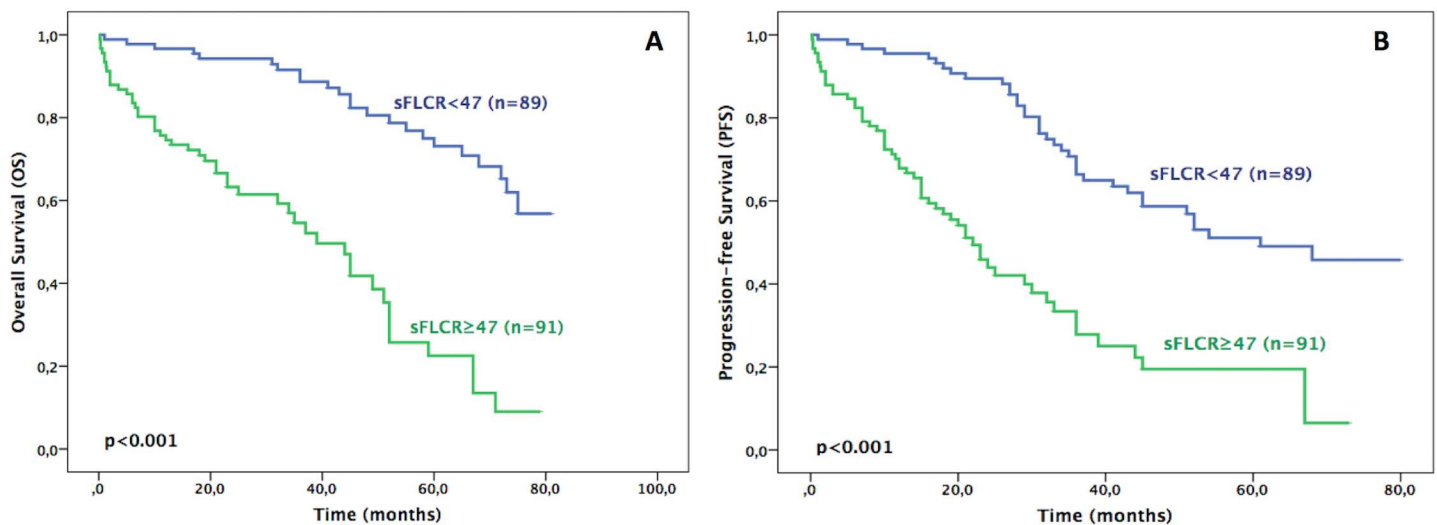 A
Overall Survival (OS)
1,0
0,8
0,6
0,4
0,2
0,0
sFLCR<47 (n=89)
sFLCR≥47 (n=91)
p<0.001
,0 20,0 40,0 60,0 80,0 100,0
Time (months)
B
Progression-free Survival (PFS)
1,0
0,8
0,6
0,4
0,2
0,0
sFLCR<47 (n=89)
sFLCR≥47 (n=91)
p<0.001
,0 20,0 40,0 60,0 80,0
Time (months)